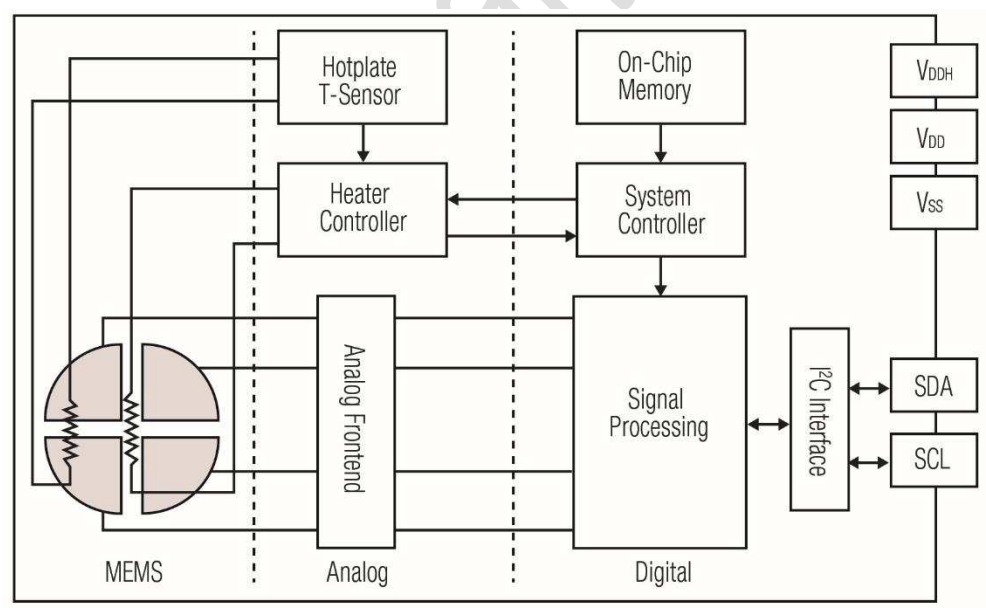 Hotplate
T-Sensor
On-Chip
Memory
VDDH
VDD
VSS
Heater
Controller
System
Controller
Analog Frontend
Signal
Processing
I²C Interface
SDA
SCL
MEMS
Analog
Digital